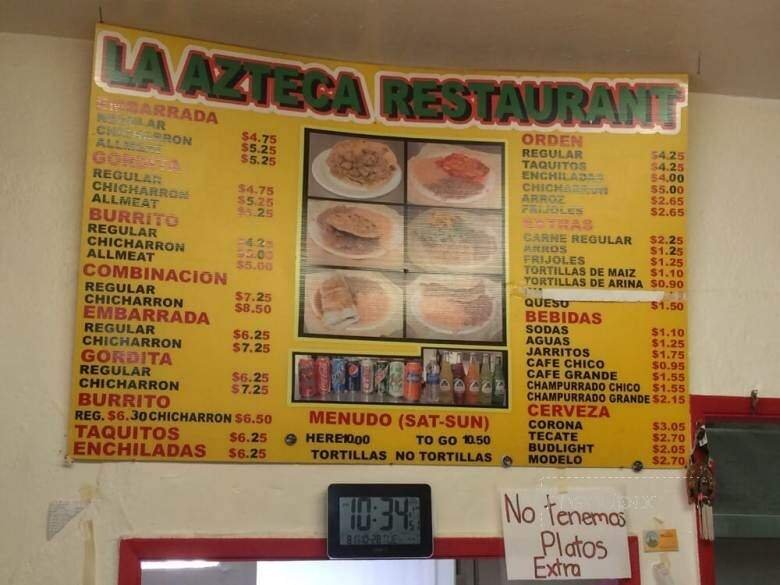 LA AZTECA RESTAURANT
EMBARRADA
REGULAR $4.75
CHICHARRON $5.25
ALLMEAT $5.25
GORDITA
REGULAR $4.75
CHICHARRON $5.25
ALLMEAT $5.25
BURRITO
REGULAR $4.25
CHICHARRON $5.00
ALLMEAT $5.00
COMBINACION
REGULAR $7.25
CHICHARRON $8.50
EMBARRADA
REGULAR $6.25
CHICHARRON $7.25
GORDITA
REGULAR $6.25
CHICHARRON $7.25
BURRITO
REG. $6.30 CHICHARRON $6.50
TAQUITOS $6.25
ENCHILADAS $6.25
MENUDO (SAT-SUN)
HERE 10.00 TO GO 10.50
TORTILLAS NO TORTILLAS
ORDEN
REGULAR $4.25
TAQUITOS $4.25
ENCHILADAS $4.00
CHICHARRON $5.00
ARROZ $2.65
FRIJOLES $2.65
EXTRAS
CARNE REGULAR $2.25
ARROS $1.25
FRIJOLES $1.25
TORTILLAS DE MAIZ $1.10
TORTILLAS DE ARINA $0.90
QUESO $1.50
BEBIDAS
SODAS $1.10
AGUAS $1.25
JARRITOS $1.75
CAFE CHICO $0.95
CAFE GRANDE $1.55
CHAMPURRADO CHICO $1.55
CHAMPURRADO GRANDE $2.15
CERVEZA
CORONA $3.05
TECATE $2.70
BUDLIGHT $2.05
MODELO $2.70
10:34
No tenemos
Platos
Extra